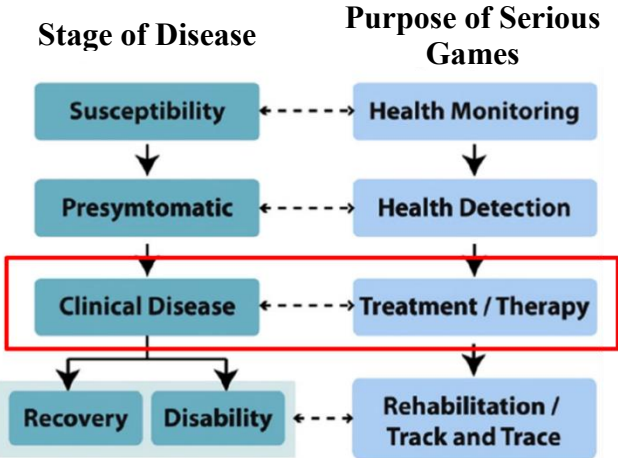 Stage of Disease
Purpose of Serious
Games
Susceptibility
Health Monitoring
Presymtomatic
Health Detection
Clinical Disease
Treatment / Therapy
Recovery
Disability
Rehabilitation /
Track and Trace